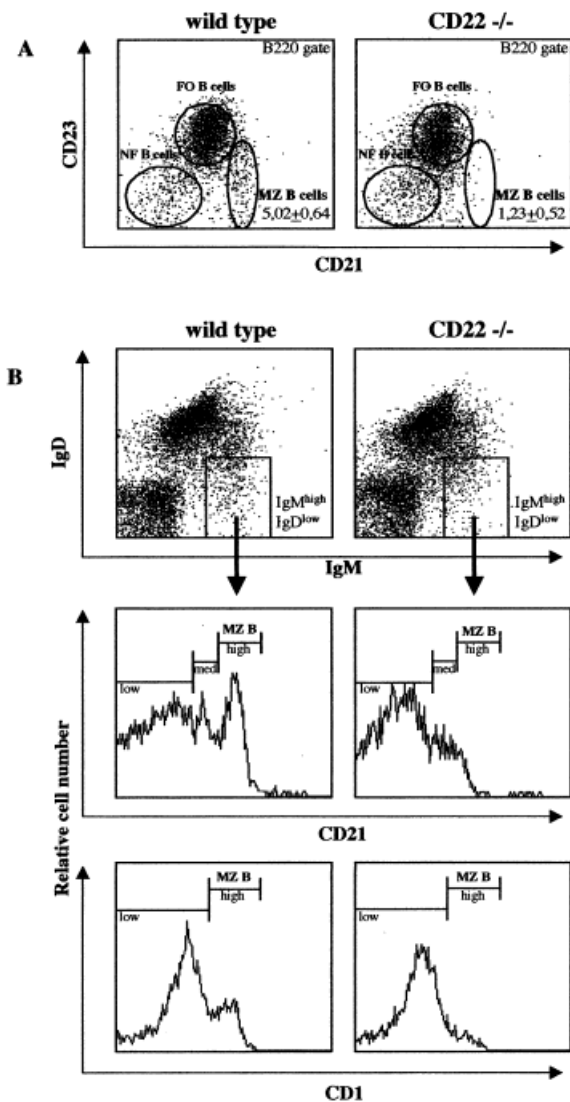 wild type CD22 -/-
A
B220 gate B220 gate
FO B cells FO B cells
CD23
NF B cells NF B cells
MZ B cells MZ B cells
5,02±0,64 1,23±0,52
CD21
wild type CD22 -/-
B
IgD
IgM^high .IgM^high
IgD^low IgD^low
IgM
MZ B MZ B
high high
med med
low low
Relative cell number
CD21
MZ B MZ B
high high
low low
CD1